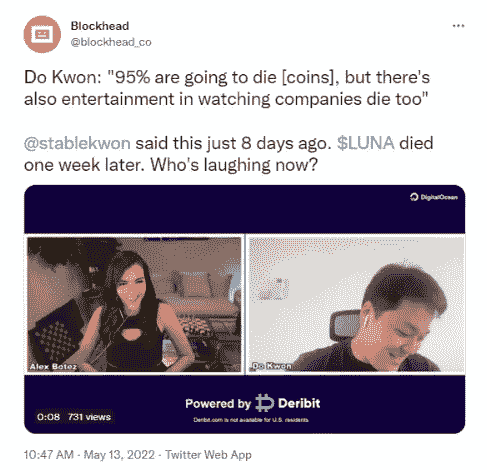 Blockhead
@blockhead_co
Do Kwon: "95% are going to die [coins], but there's
also entertainment in watching companies die too"
@stablekwon said this just 8 days ago. $LUNA died
one week later. Who's laughing now?
DigitalOcean
Alex Botez
Do Kwon
Powered by Deribit
Deribit.com is not available for U.S. residents.
0:08 731 views
10:47 AM · May 13, 2022 · Twitter Web App